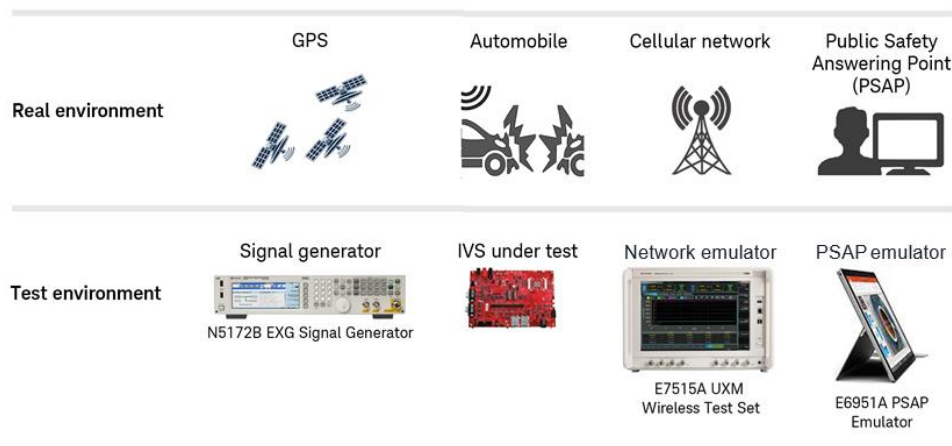 GPS
Automobile
Cellular network
Public Safety
Answering Point
(PSAP)
Real environment
Signal generator
IVS under test
Network emulator
PSAP emulator
Test environment
N5172B EXG Signal Generator
E7515A UXM
Wireless Test Set
E6951A PSAP
Emulator